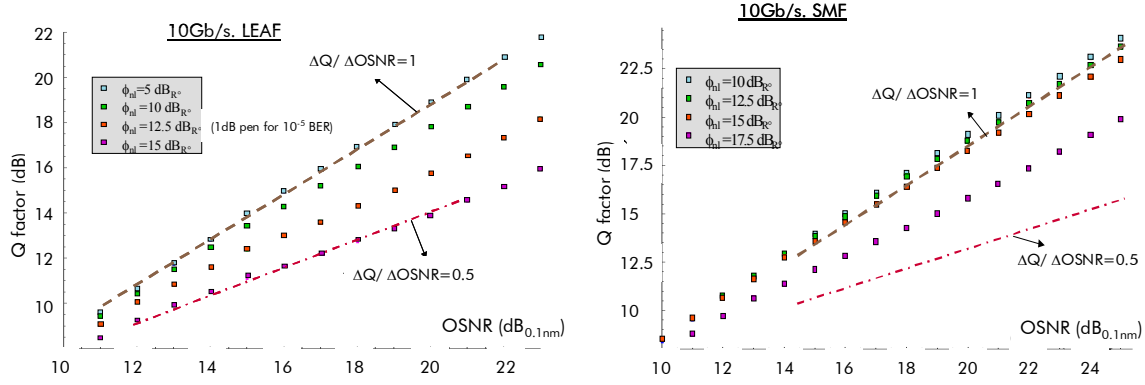 10Gb/s. LEAF
22
20
18
16
14
12
10
Q factor (dB)
ΔQ/ ΔOSNR=1
ϕnl=5 dBR°
ϕnl=10 dBR°
ϕnl=12.5 dBR° (1dB pen for 10-5 BER)
ϕnl=15 dBR°
ΔQ/ ΔOSNR=0.5
OSNR (dB0.1nm)
10 12 14 16 18 20 22
10Gb/s. SMF
22.5
20
17.5
15
12.5
10
Q factor (dB)
ϕnl=10 dBR°
ϕnl=12.5 dBR°
ϕnl=15 dBR°
ϕnl=17.5 dBR°
ΔQ/ ΔOSNR=1
ΔQ/ ΔOSNR=0.5
OSNR (dB0.1nm)
10 12 14 16 18 20 22 24